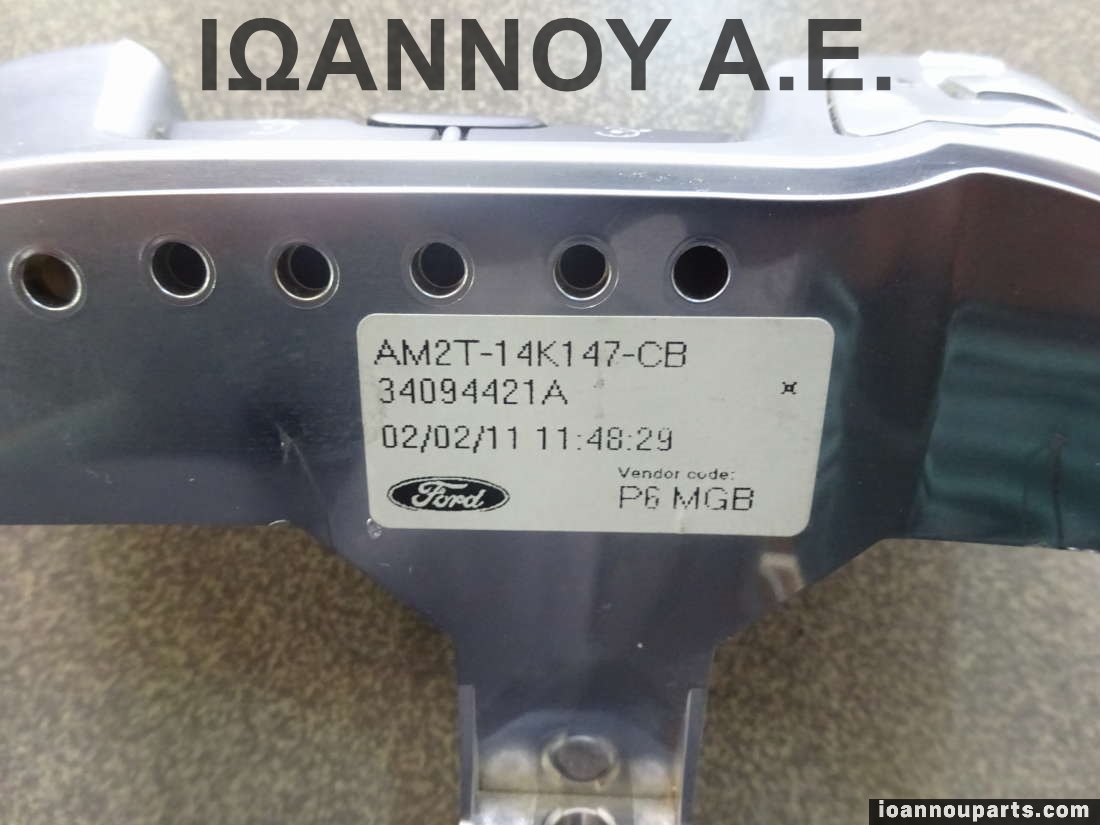 ΙΩΑΝΝΟΥ Α.Ε.
AM2T-14K147-CB
34094421A
02/02/11 11:48:29
Ford
Vendor code:
P6 MGB
ioannouparts.com